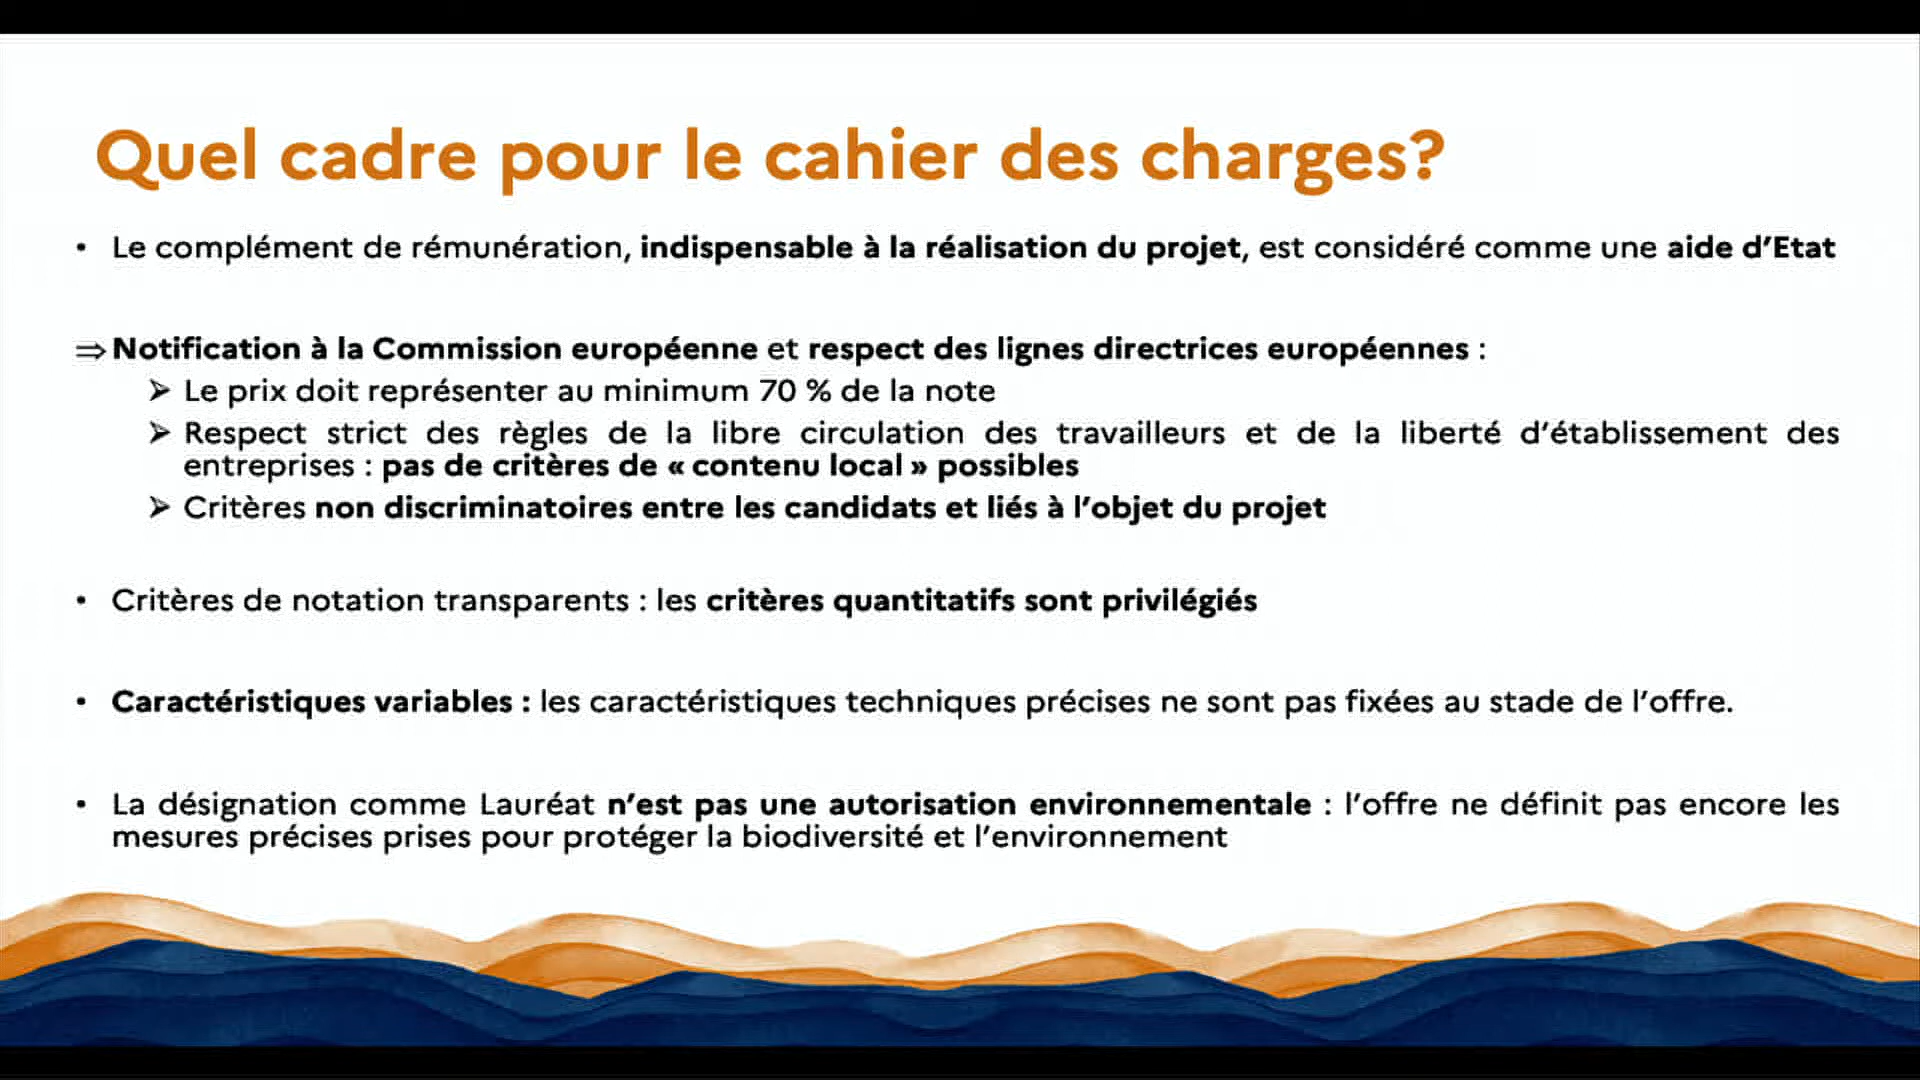 Quel cadre pour le cahier des charges?
• Le complément de rémunération, indispensable à la réalisation du projet, est considéré comme une aide d’Etat
⇒ Notification à la Commission européenne et respect des lignes directrices européennes :
➢ Le prix doit représenter au minimum 70 % de la note
➢ Respect strict des règles de la libre circulation des travailleurs et de la liberté d’établissement des
entreprises : pas de critères de « contenu local » possibles
➢ Critères non discriminatoires entre les candidats et liés à l’objet du projet
• Critères de notation transparents : les critères quantitatifs sont privilégiés
• Caractéristiques variables : les caractéristiques techniques précises ne sont pas fixées au stade de l’offre.
• La désignation comme Lauréat n’est pas une autorisation environnementale : l’offre ne définit pas encore les
mesures précises prises pour protéger la biodiversité et l’environnement